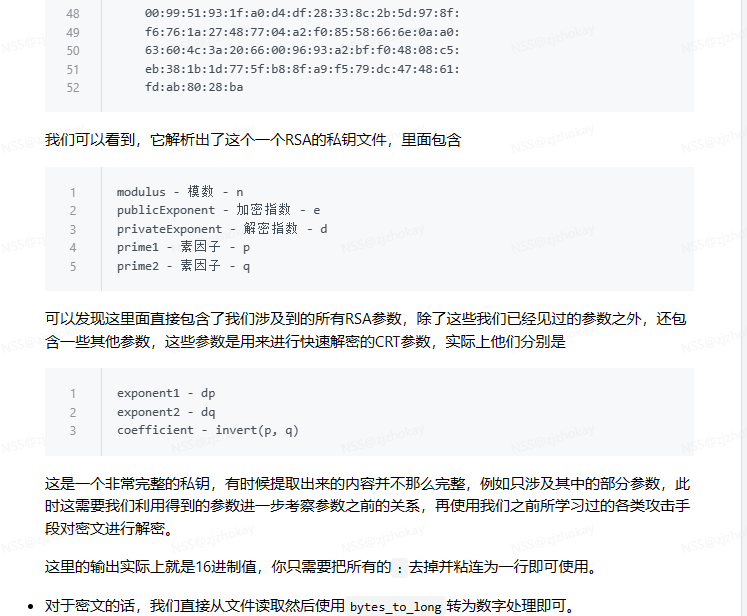 48 00:99:51:93:1f:a0:d4:df:28:33:8c:2b:5d:97:8f:
49 f6:76:1a:27:48:77:04:a2:f0:85:58:66:6e:0a:a0:
50 63:60:4c:3a:20:66:00:96:93:a2:bf:f0:48:08:c5:
51 eb:38:1b:1d:77:5f:b8:8f:a9:f5:79:dc:47:48:61:
52 fd:ab:80:28:ba
我们可以看到，它解析出了这个一个RSA的私钥文件，里面包含
1 modulus - 模数 - n
2 publicExponent - 加密指数 - e
3 privateExponent - 解密指数 - d
4 prime1 - 素因子 - p
5 prime2 - 素因子 - q
可以发现这里面直接包含了我们涉及到的所有RSA参数，除了这些我们已经见过的参数之外，还包
含一些其他参数，这些参数是用来进行快速解密的CRT参数，实际上他们分别是
1 exponent1 - dp
2 exponent2 - dq
3 coefficient - invert(p, q)
这是一个非常完整的私钥，有时候提取出来的内容并不那么完整，例如只涉及其中的部分参数，此
时这需要我们利用得到的参数进一步考察参数之前的关系，再使用我们之前所学习过的各类攻击手
段对密文进行解密。
这里的输出实际上就是16进制值，你只需要把所有的 : 去掉并粘连为一行即可使用。
• 对于密文的话，我们直接从文件读取然后使用 bytes_to_long 转为数字处理即可。